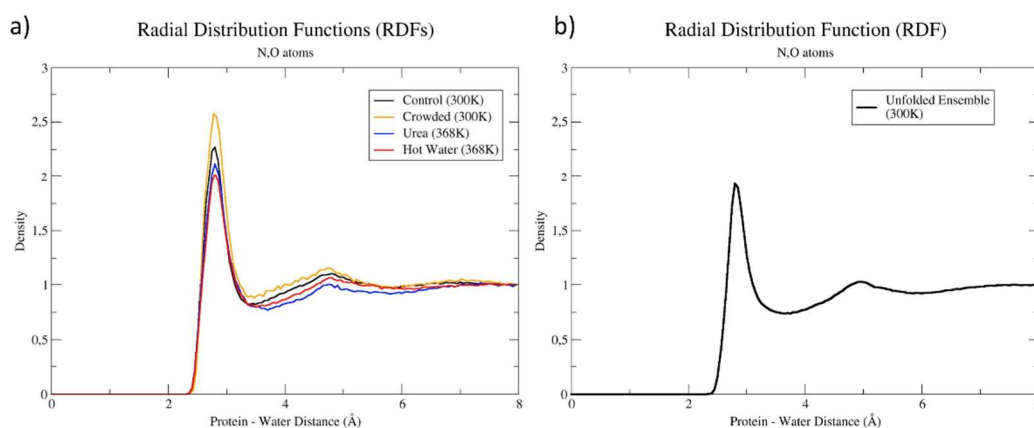 a)
Radial Distribution Functions (RDFs)
N,O atoms
3
2,5
2
1,5
1
0,5
0
Density
Control (300K)
Crowded (300K)
Urea (368K)
Hot Water (368K)
0 2 4 6 8
Protein - Water Distance (Å)
b)
Radial Distribution Function (RDF)
N,O atoms
3
2,5
2
1,5
1
0,5
0
Density
Unfolded Ensemble
(300K)
0 2 4 6
Protein - Water Distance (Å)